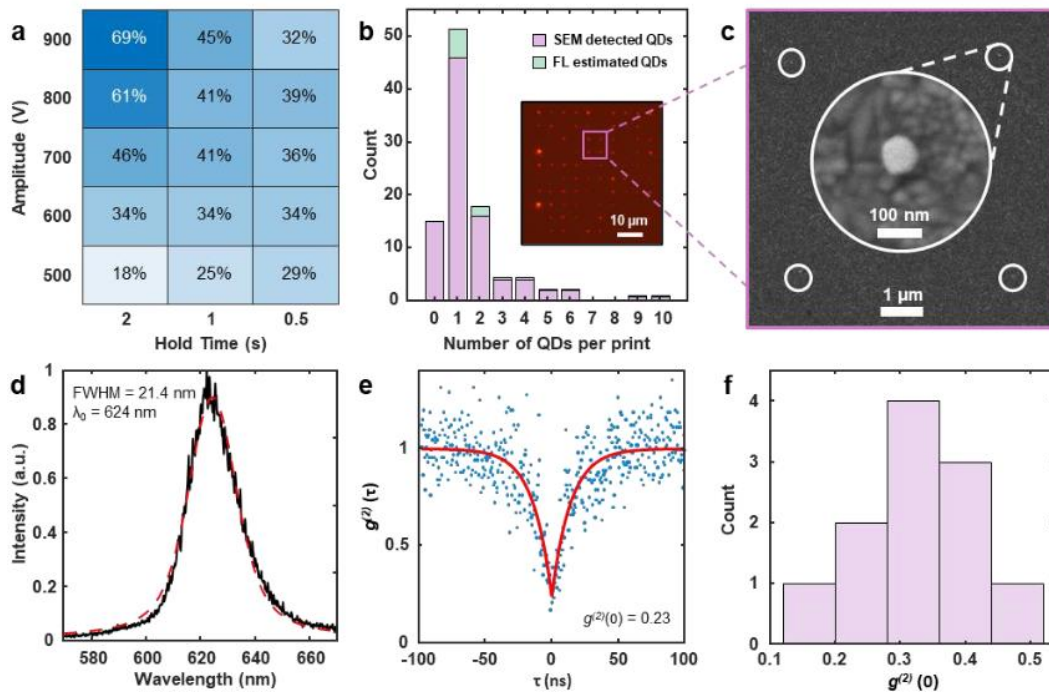 a
Amplitude (V)
900 69% 45% 32%
800 61% 41% 39%
700 46% 41% 36%
600 34% 34% 34%
500 18% 25% 29%
2 1 0.5
Hold Time (s)
b
Count
50
40
30
20
10
0
SEM detected QDs
FL estimated QDs
10 µm
0 1 2 3 4 5 6 7 8 9 10
Number of QDs per print
c
100 nm
1 µm
d
Intensity (a.u.)
1
0.8
0.6
0.4
0.2
0
FWHM = 21.4 nm
λ0 = 624 nm
580 600 620 640 660
Wavelength (nm)
e
g(2) (τ)
1
0.5
0
g(2)(0) = 0.23
-100 -50 0 50 100
τ (ns)
f
Count
4
3
2
1
0
0.1 0.2 0.3 0.4 0.5
g(2) (0)